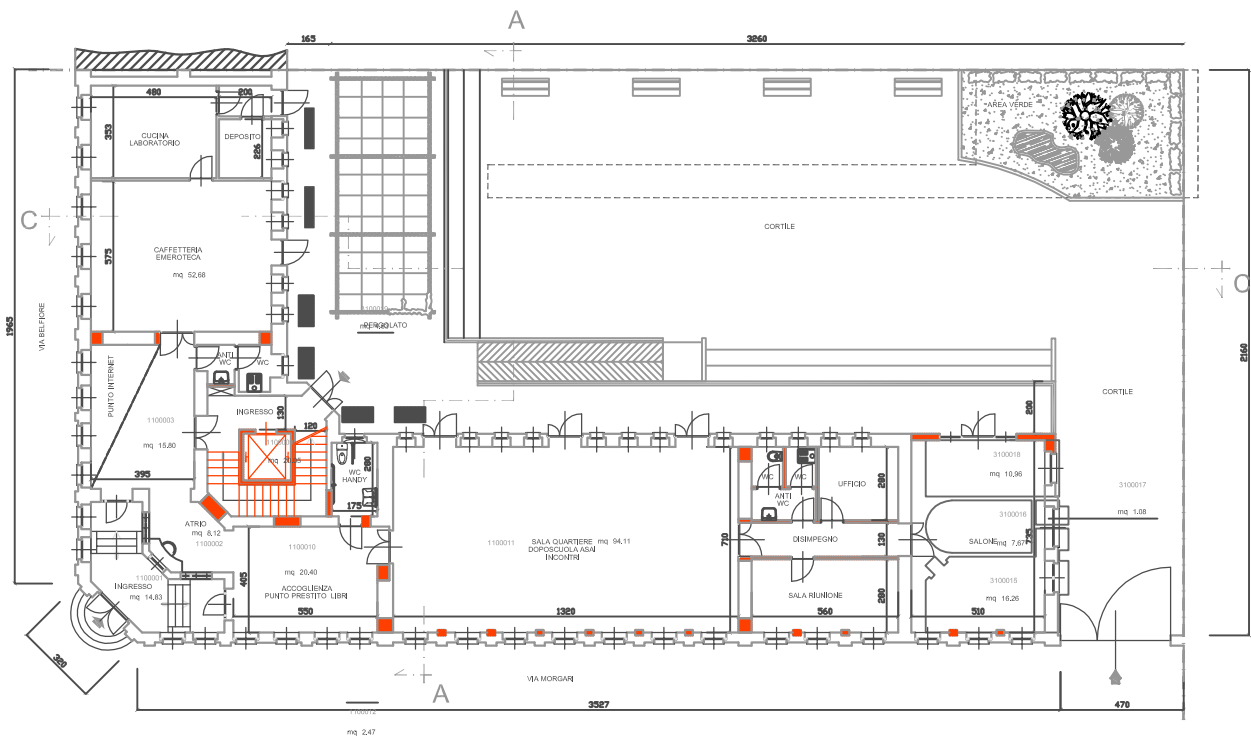 A
165
3260
480
200
AREA VERDE
353
CUCINA
LABORATORIO
DEPOSITO
226
C
CORTILE
575
CAFFETTERIA
EMEROTECA
mq 52,68
C
1965
VIA BELFIORE
PERGOLATO
2160
ANTI
WC
WC
PUNTO INTERNET
CORTILE
INGRESSO
130
200
1100003
120
mq 15.80
3100018
280
WC
HANDY
WC
WC
mq 10,96
395
UFFICIO
280
3100017
175
ANTI
WC
3100016
mq 1.08
ATRIO
mq 8,12
1100002
1100010
1100011
SALA QUARTIERE mq 94,11
DOPOSCUOLA ASAI
INCONTRI
710
DISIMPEGNO
130
SALONE
mq 7,67
735
405
mq 20,40
1100001
INGRESSO
mq 14,83
ACCOGLIENZA
PUNTO PRESTITO LIBRI
SALA RIUNIONE
280
3100015
mq 16.26
550
1320
560
510
320
VIA MORGARI
A
3527
470
1100012
mq 2.47